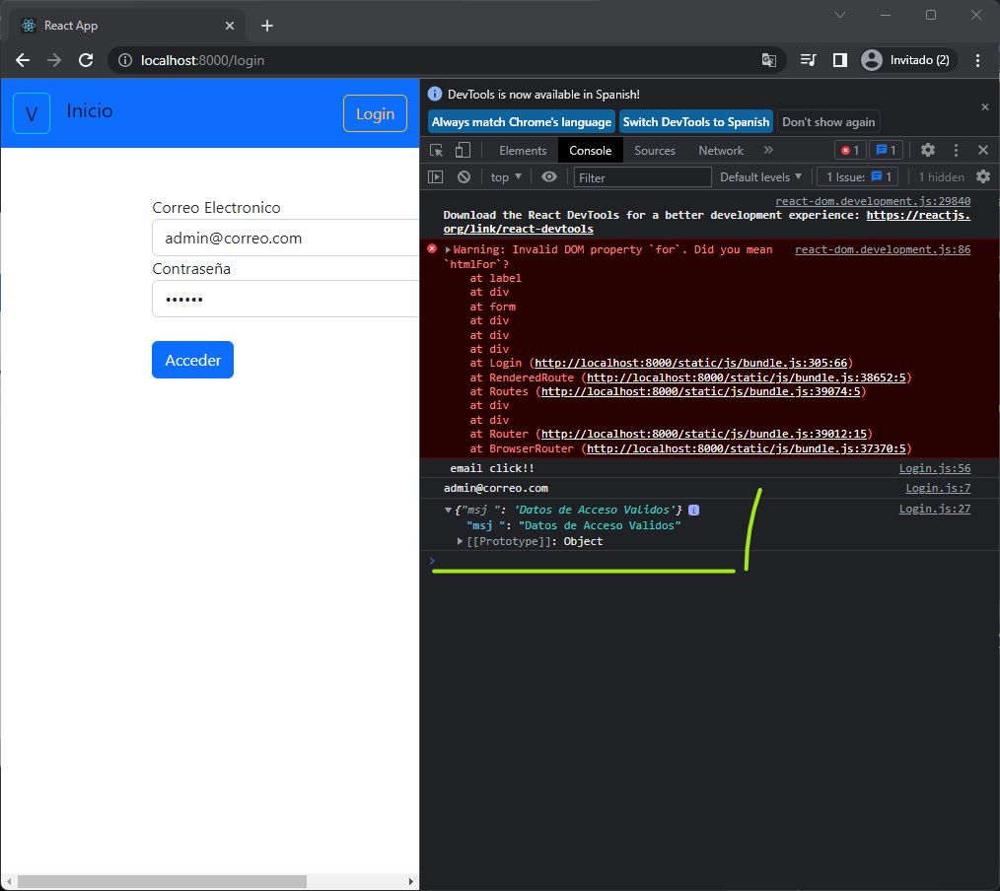 React App
localhost:8000/login
Invitado (2)
V
Inicio
Login
Correo Electronico
admin@correo.com
Contraseña
••••••
Acceder
DevTools is now available in Spanish!
Always match Chrome's language Switch DevTools to Spanish Don't show again
Elements Console Sources Network » 1 1
top Filter Default levels 1 Issue: 1 1 hidden
react-dom.development.js:29840
Download the React DevTools for a better development experience: https://reactjs.
org/link/react-devtools
Warning: Invalid DOM property `for`. Did you mean react-dom.development.js:86
`htmlFor`?
at label
at div
at form
at div
at div
at div
at Login (http://localhost:8000/static/js/bundle.js:305:66)
at RenderedRoute (http://localhost:8000/static/js/bundle.js:38652:5)
at Routes (http://localhost:8000/static/js/bundle.js:39074:5)
at div
at div
at Router (http://localhost:8000/static/js/bundle.js:39012:15)
at BrowserRouter (http://localhost:8000/static/js/bundle.js:37370:5)
email click!! Login.js:56
admin@correo.com Login.js:7
{"msj ": 'Datos de Acceso Validos'} i Login.js:27
"msj ": "Datos de Acceso Validos"
[[Prototype]]: Object